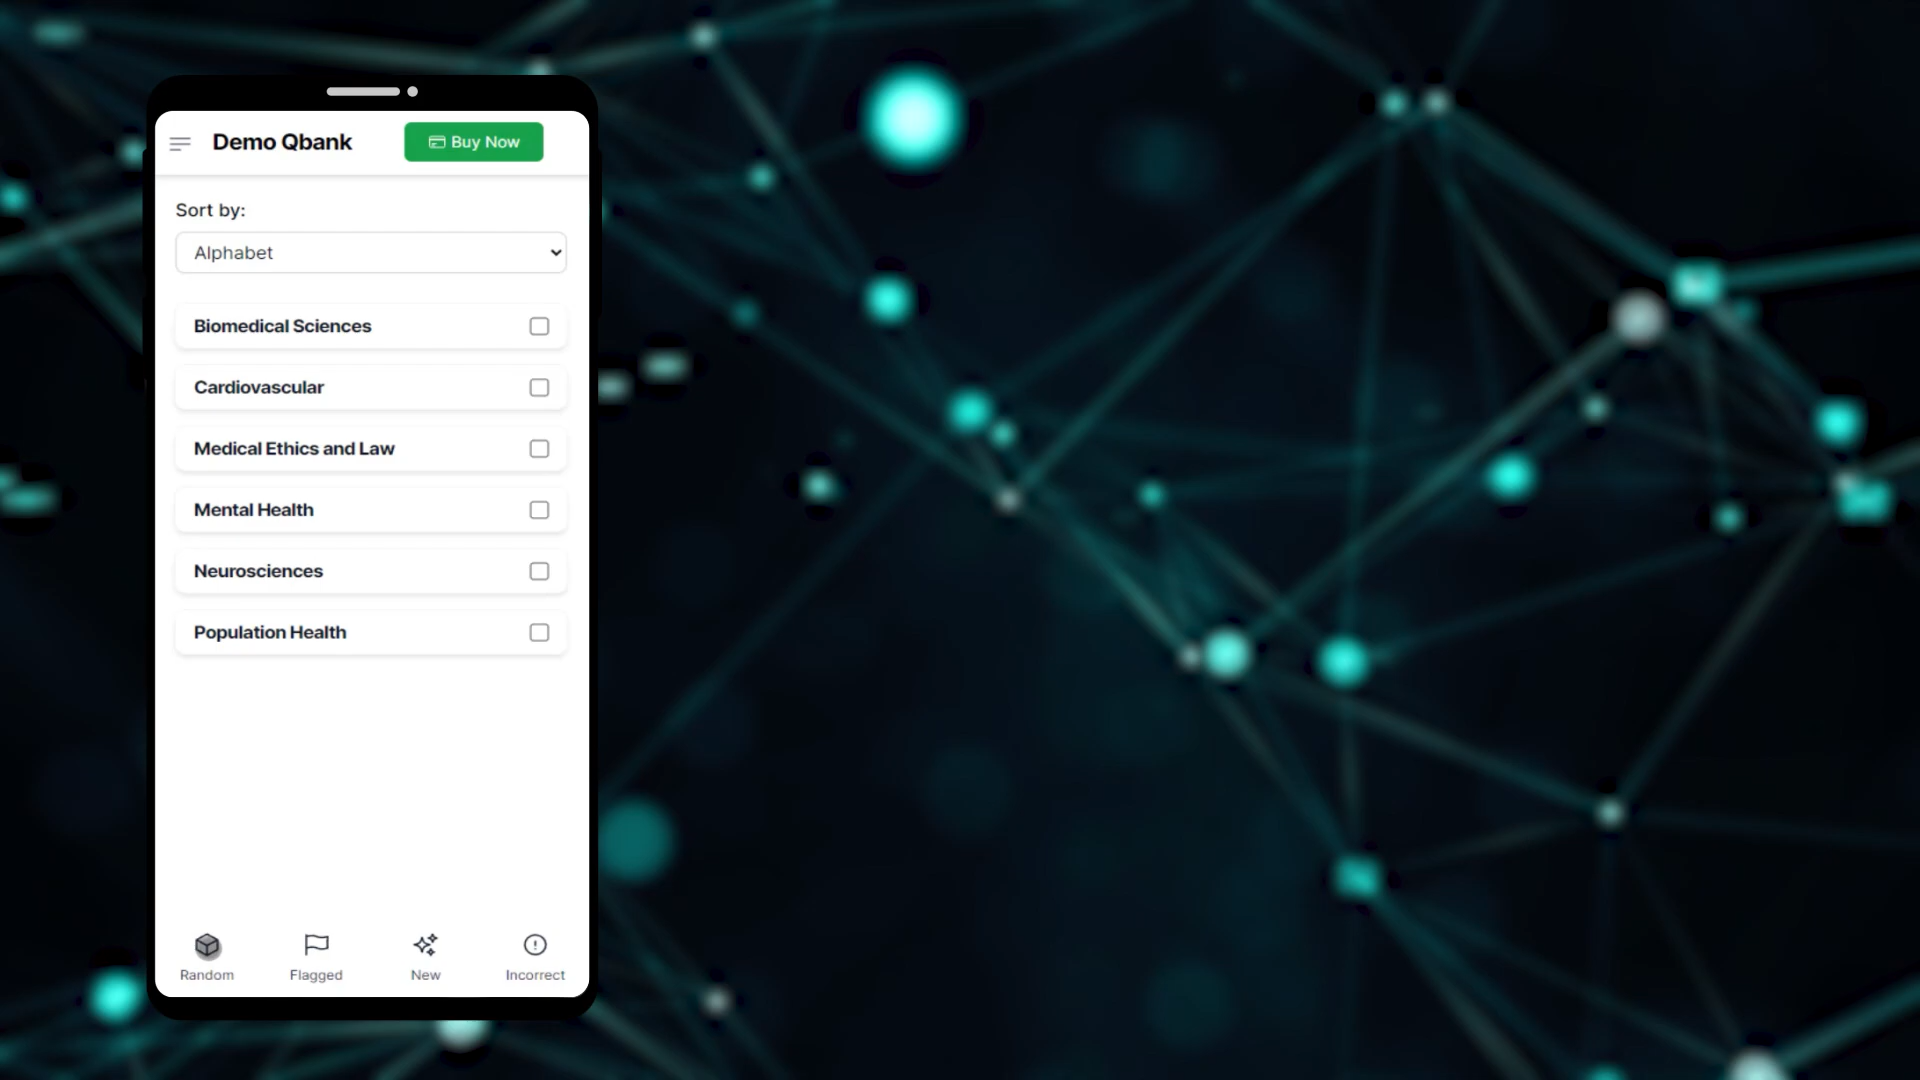 Demo Qbank
Buy Now
Sort by:
Alphabet
Biomedical Sciences
Cardiovascular
Medical Ethics and Law
Mental Health
Neurosciences
Population Health
Random Flagged New Incorrect